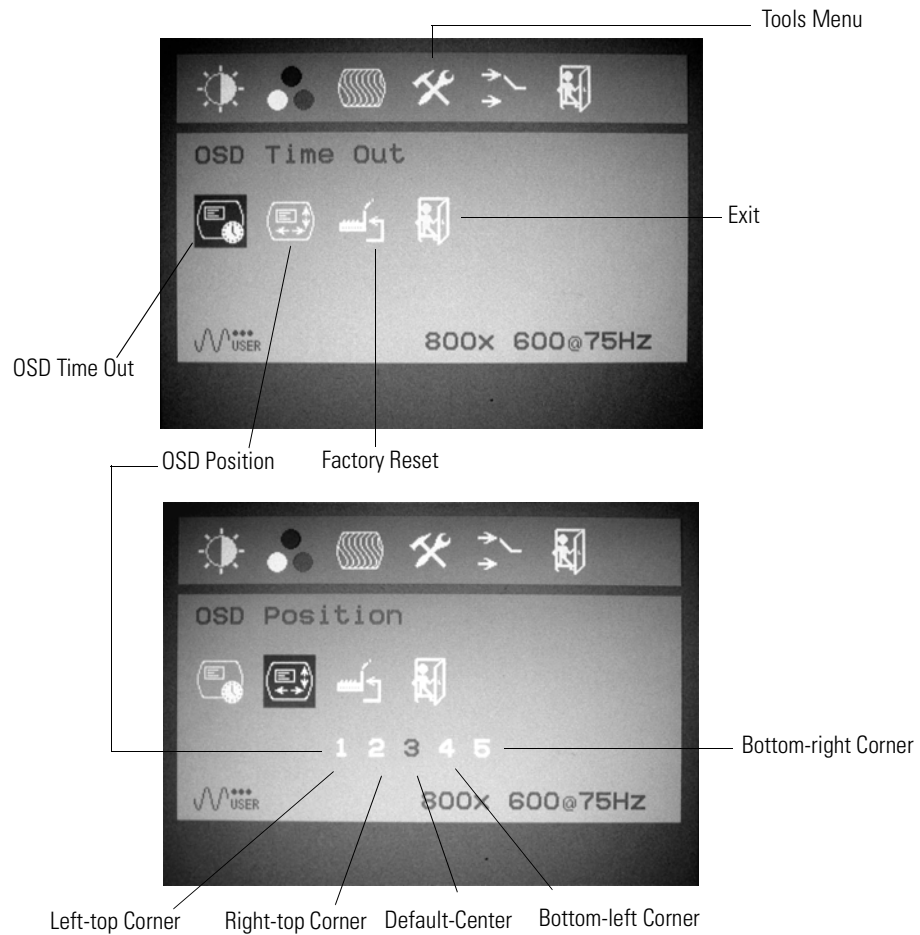 Tools Menu
OSD Time Out
Exit
USER
800x 600@75Hz
OSD Time Out
OSD Position
Factory Reset
OSD Position
1 2 3 4 5
Bottom-right Corner
USER
800x 600@75Hz
Left-top Corner
Right-top Corner
Default-Center
Bottom-left Corner